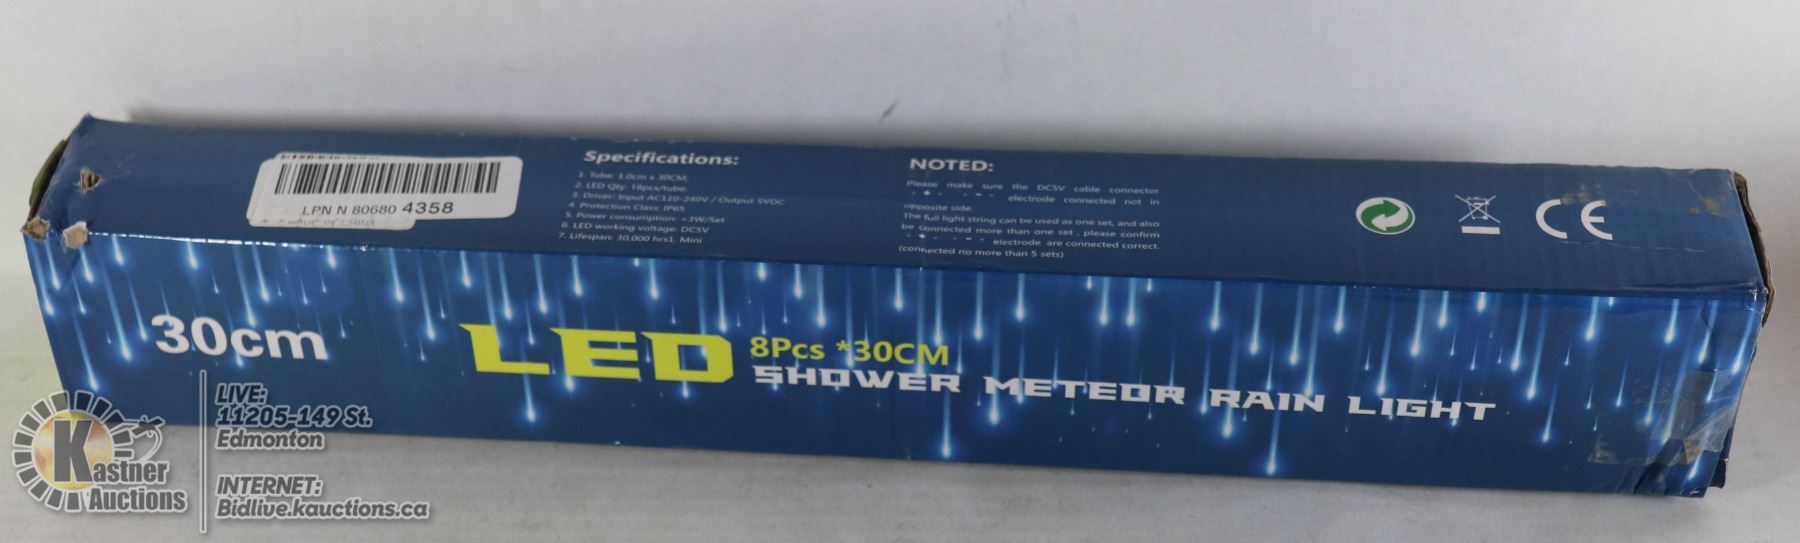 LPN N 80680 4358
MADE IN CHINA
Specifications:
1. Tube: 1.0cm x 30CM;
2. LED Qty: 18pcs/tube;
3. Driver: Input AC110-240V / Output 5VDC
4. Protection Class: IP65
5. Power consumption: <3W/Set
6. LED working voltage: DC5V
7. Lifespan: 30,000 hrs1. Mini
NOTED:
Please make sure the DC5V cable connector
" + " " - " electrode connected not in
opposite side.
The full light string can be used as one set, and also
be connected more than one set , please confirm
" + " " - " electrode are connected correct.
(connected no more than 5 sets)
CE
30cm
LED
8Pcs *30CM
SHOWER METEOR RAIN LIGHT
Kastner
Auctions
LIVE:
11205-149 St.
Edmonton
INTERNET:
Bidlive.kauctions.ca